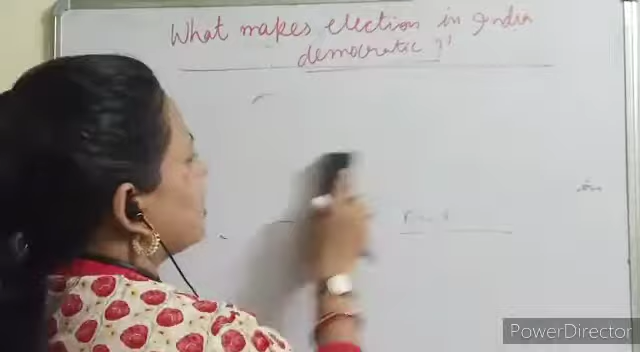 What makes election in India
democratic ?
PowerDirector